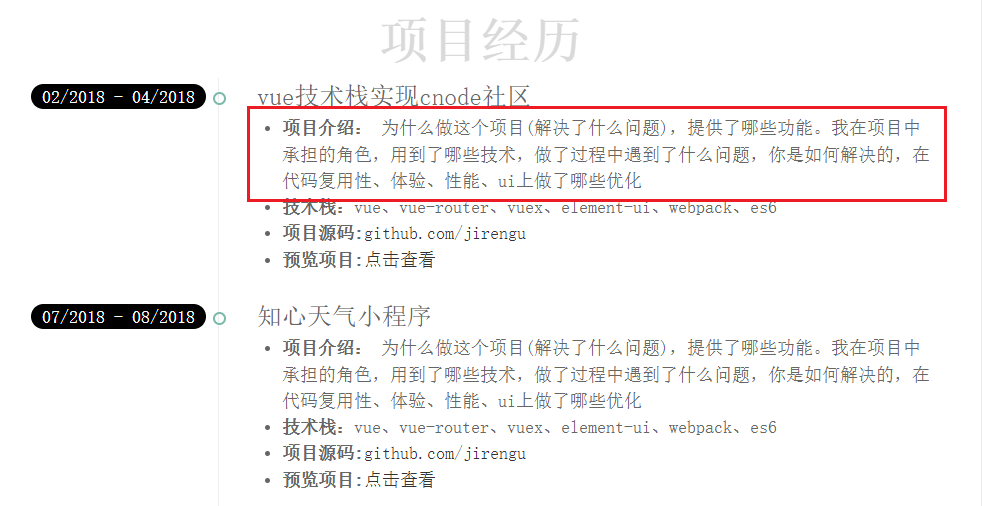 项目经历
02/2018 - 04/2018
vue技术栈实现cnode社区
项目介绍： 为什么做这个项目(解决了什么问题)，提供了哪些功能。我在项目中
承担的角色，用到了哪些技术，做了过程中遇到了什么问题，你是如何解决的，在
代码复用性、体验、性能、ui上做了哪些优化
技术栈：vue、vue-router、vuex、element-ui、webpack、es6
项目源码:github.com/jirengu
预览项目:点击查看
07/2018 - 08/2018
知心天气小程序
项目介绍： 为什么做这个项目(解决了什么问题)，提供了哪些功能。我在项目中
承担的角色，用到了哪些技术，做了过程中遇到了什么问题，你是如何解决的，在
代码复用性、体验、性能、ui上做了哪些优化
技术栈：vue、vue-router、vuex、element-ui、webpack、es6
项目源码:github.com/jirengu
预览项目:点击查看